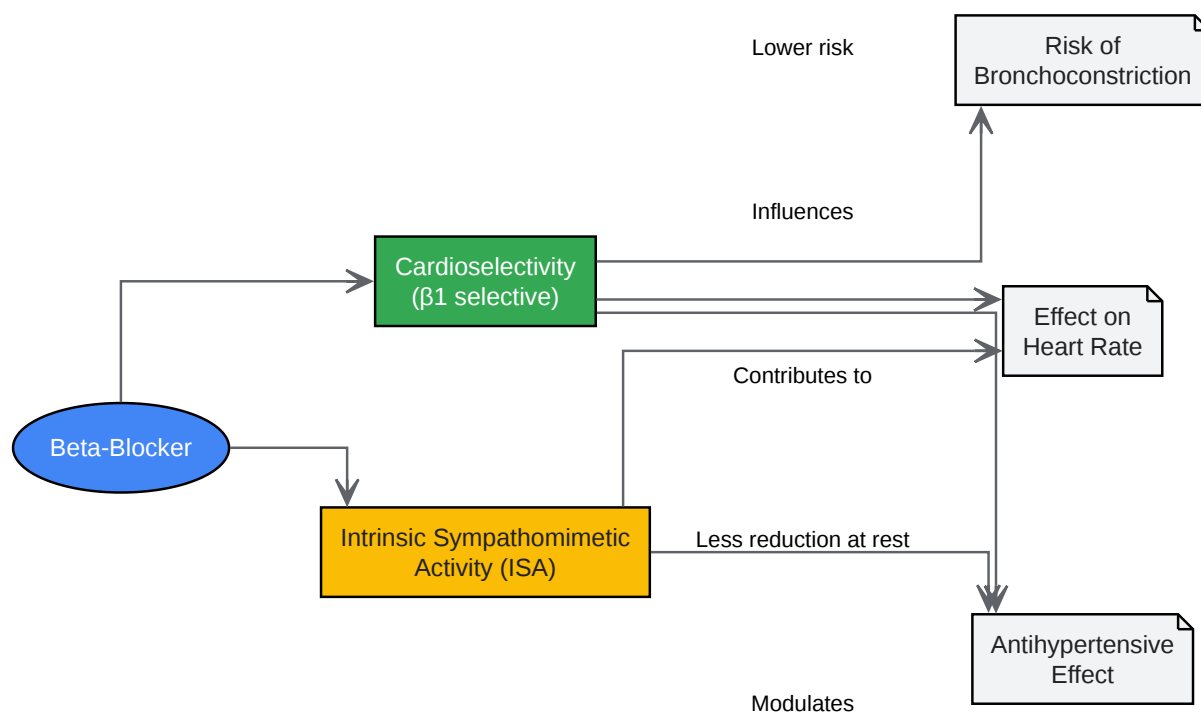 Lower risk
Risk of
Bronchoconstriction
Influences
Cardioselectivity
(β1 selective)
Effect on
Heart Rate
Contributes to
Beta-Blocker
Intrinsic Sympathomimetic
Activity (ISA)
Less reduction at rest
Antihypertensive
Effect
Modulates